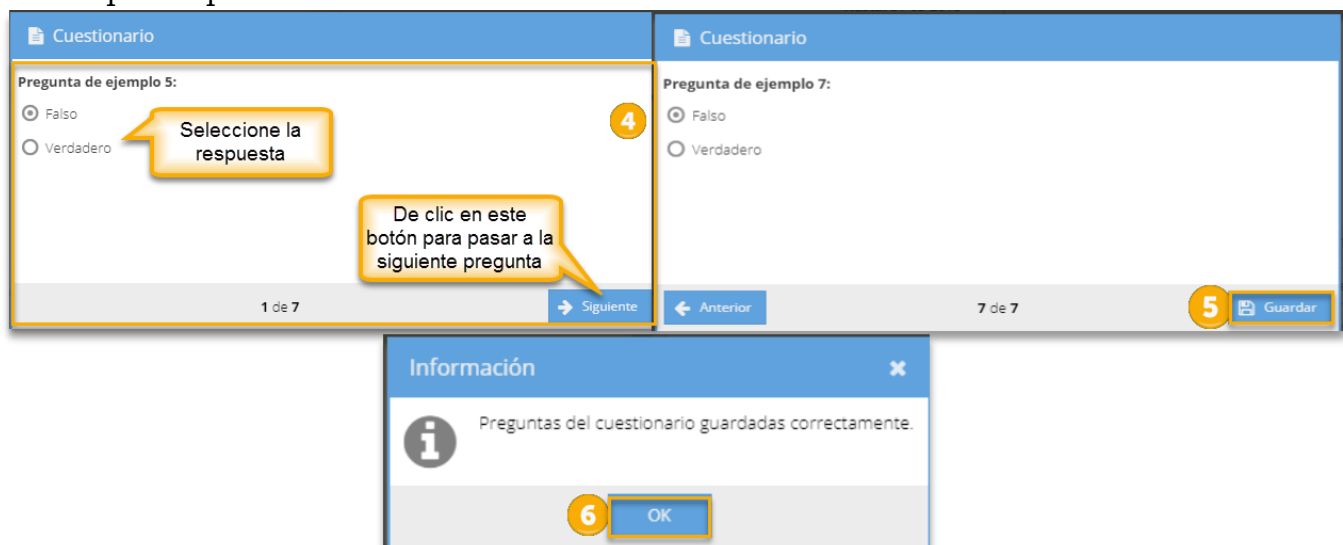 Cuestionario
Pregunta de ejemplo 5:
Falso
Verdadero
Seleccione la
respuesta
4
De clic en este
botón para pasar a la
siguiente pregunta
1 de 7
Siguiente
Cuestionario
Pregunta de ejemplo 7:
Falso
Verdadero
Anterior
7 de 7
5
Guardar
Información
Preguntas del cuestionario guardadas correctamente.
6
OK